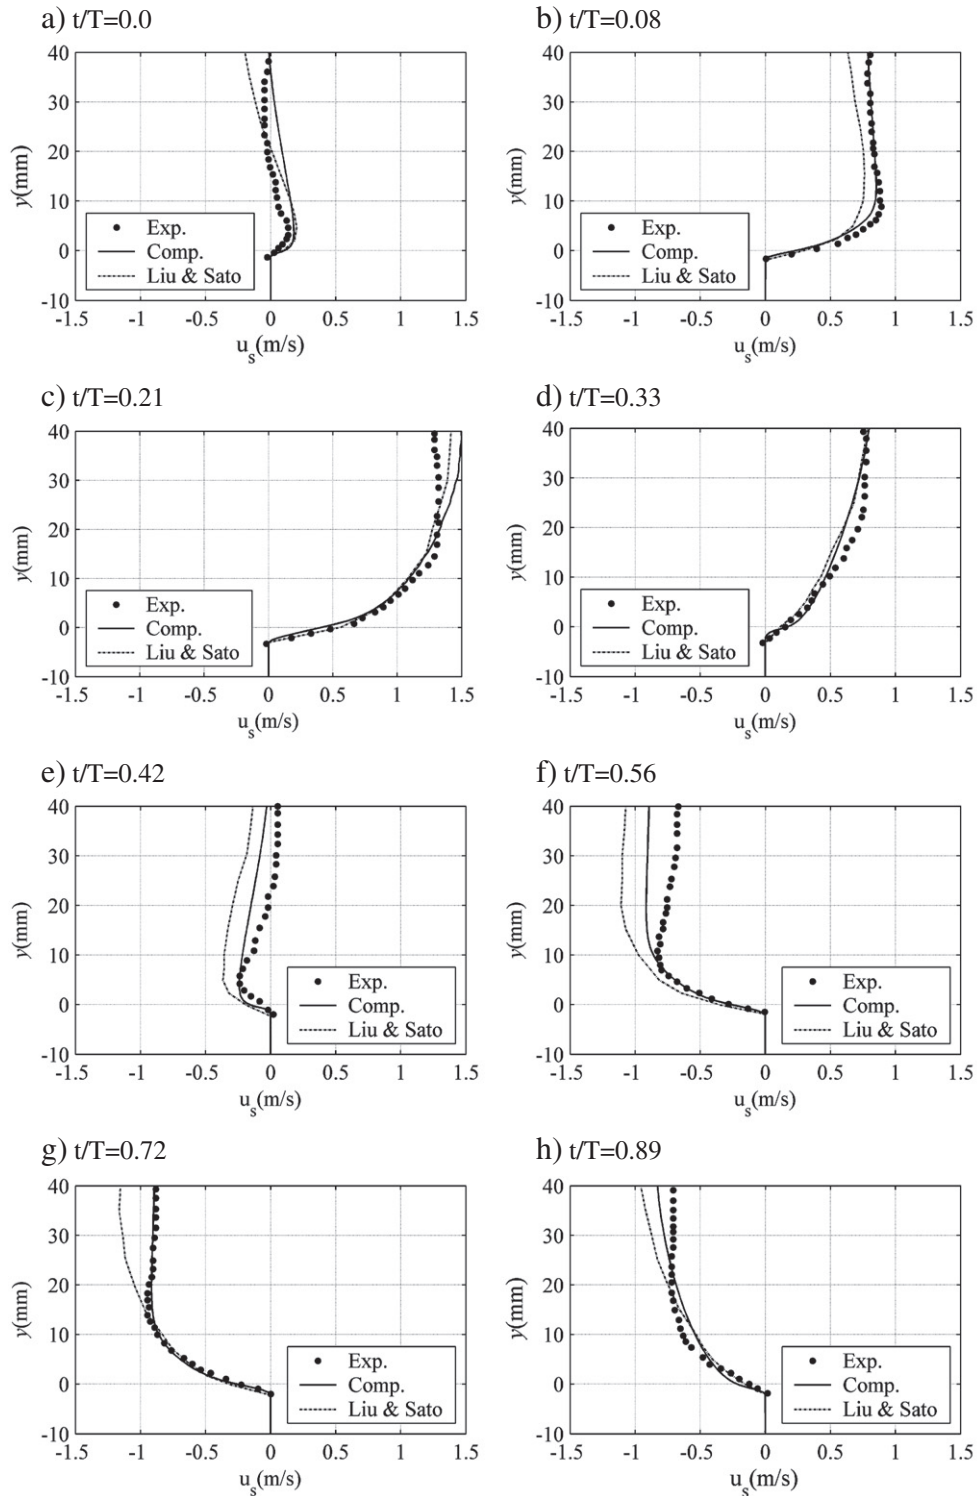 a) t/T=0.0
40
30
20
10
0
-10
y(mm)
Exp.
Comp.
Liu & Sato
-1.5 -1 -0.5 0 0.5 1 1.5
u_s(m/s)
b) t/T=0.08
40
30
20
10
0
-10
y(mm)
Exp.
Comp.
Liu & Sato
-1.5 -1 -0.5 0 0.5 1 1.5
u_s(m/s)
c) t/T=0.21
40
30
20
10
0
-10
y(mm)
Exp.
Comp.
Liu & Sato
-1.5 -1 -0.5 0 0.5 1 1.5
u_s(m/s)
d) t/T=0.33
40
30
20
10
0
-10
y(mm)
Exp.
Comp.
Liu & Sato
-1.5 -1 -0.5 0 0.5 1 1.5
u_s(m/s)
e) t/T=0.42
40
30
20
10
0
-10
y(mm)
Exp.
Comp.
Liu & Sato
-1.5 -1 -0.5 0 0.5 1 1.5
u_s(m/s)
f) t/T=0.56
40
30
20
10
0
-10
y(mm)
Exp.
Comp.
Liu & Sato
-1.5 -1 -0.5 0 0.5 1 1.5
u_s(m/s)
g) t/T=0.72
40
30
20
10
0
-10
y(mm)
Exp.
Comp.
Liu & Sato
-1.5 -1 -0.5 0 0.5 1 1.5
u_s(m/s)
h) t/T=0.89
40
30
20
10
0
-10
y(mm)
Exp.
Comp.
Liu & Sato
-1.5 -1 -0.5 0 0.5 1 1.5
u_s(m/s)